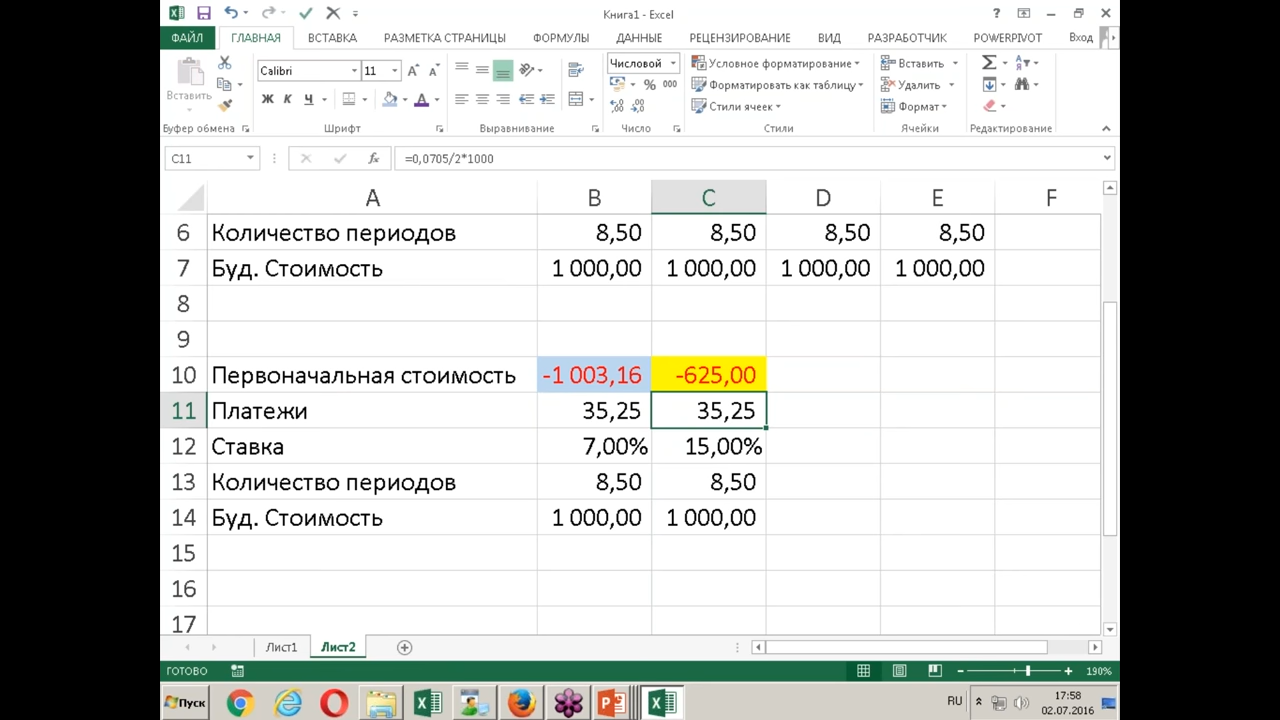 Книга1 - Excel
ФАЙЛ ГЛАВНАЯ ВСТАВКА РАЗМЕТКА СТРАНИЦЫ ФОРМУЛЫ ДАННЫЕ РЕЦЕНЗИРОВАНИЕ ВИД РАЗРАБОТЧИК POWERPIVOT Вход
Вставить
Calibri 11
Ж К Ч
Числовой
% 000
Условное форматирование
Форматировать как таблицу
Стили ячеек
Вставить
Удалить
Формат
Буфер обмена Шрифт Выравнивание Число Стили Ячейки Редактирование
C11 fx =0,0705/2*1000
A B C D E F
6 Количество периодов 8,50 8,50 8,50 8,50
7 Буд. Стоимость 1 000,00 1 000,00 1 000,00 1 000,00
8
9
10 Первоначальная стоимость -1 003,16 -625,00
11 Платежи 35,25 35,25
12 Ставка 7,00% 15,00%
13 Количество периодов 8,50 8,50
14 Буд. Стоимость 1 000,00 1 000,00
15
16
17
Лист1 Лист2
ГОТОВО 190%
Пуск RU 17:58
02.07.2016